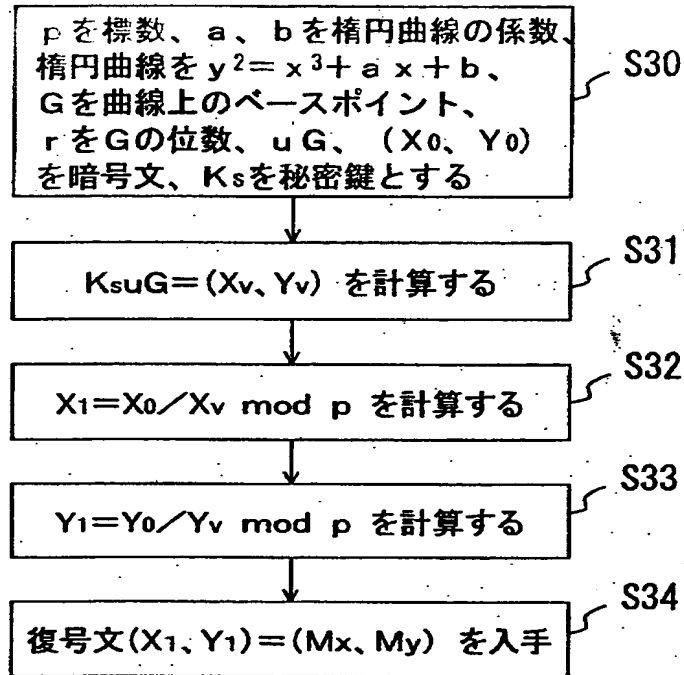 pを標数、a、bを楕円曲線の係数、
楕円曲線をy²＝x³＋ax＋b、
Gを曲線上のベースポイント、
rをGの位数、uG、(X0、Y0)
を暗号文、Ksを秘密鍵とする
S30
KsuG＝(Xv、Yv) を計算する
S31
X1＝X0／Xv mod p を計算する
S32
Y1＝Y0／Yv mod p を計算する
S33
復号文(X1、Y1)＝(Mx、My) を入手
S34